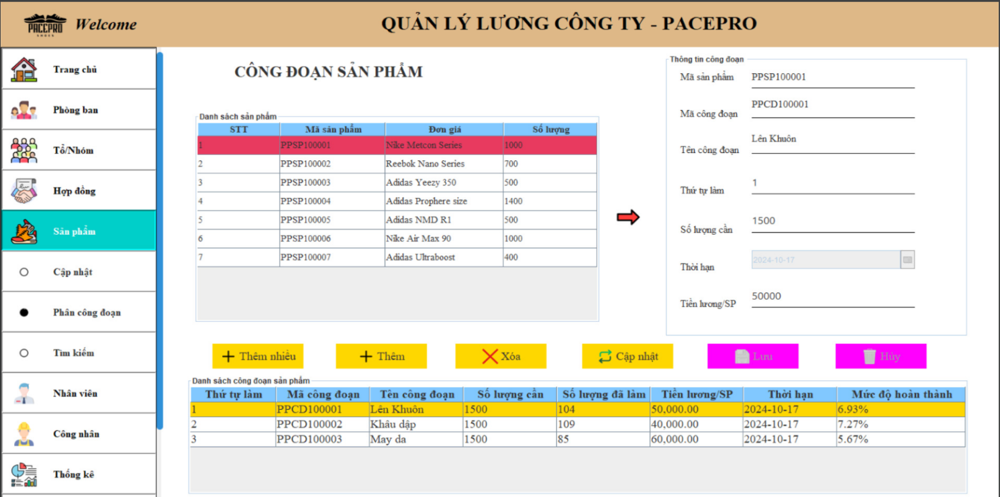 PACEPRO Welcome
QUẢN LÝ LƯƠNG CÔNG TY - PACEPRO
Trang chủ
Phòng ban
Tổ/Nhóm
Hợp đồng
Sản phẩm
Cập nhật
Phân công đoạn
Tìm kiếm
Nhân viên
Công nhân
Thống kê
CÔNG ĐOẠN SẢN PHẨM
Danh sách sản phẩm
STT Mã sản phẩm Đơn giá Số lượng
1 PPSP100001 Nike Metcon Series 1000
2 PPSP100002 Reebok Nano Series 700
3 PPSP100003 Adidas Yeezy 350 500
4 PPSP100004 Adidas Prophere size 1400
5 PPSP100005 Adidas NMD R1 500
6 PPSP100006 Nike Air Max 90 1000
7 PPSP100007 Adidas Ultraboost 400
Thông tin công đoạn
Mã sản phẩm PPSP100001
Mã công đoạn PPCD100001
Tên công đoạn Lên Khuôn
Thứ tự làm 1
Số lượng cần 1500
Thời hạn 2024-10-17
Tiền lương/SP 50000
Thêm nhiều Thêm Xóa Cập nhật Lưu Hủy
Danh sách công đoạn sản phẩm
Thứ tự làm Mã công đoạn Tên công đoạn Số lượng cần Số lượng đã làm Tiền lương/SP Thời hạn Mức độ hoàn thành
1 PPCD100001 Lên Khuôn 1500 104 50,000.00 2024-10-17 6.93%
2 PPCD100002 Khâu dập 1500 109 40,000.00 2024-10-17 7.27%
3 PPCD100003 May da 1500 85 60,000.00 2024-10-17 5.67%